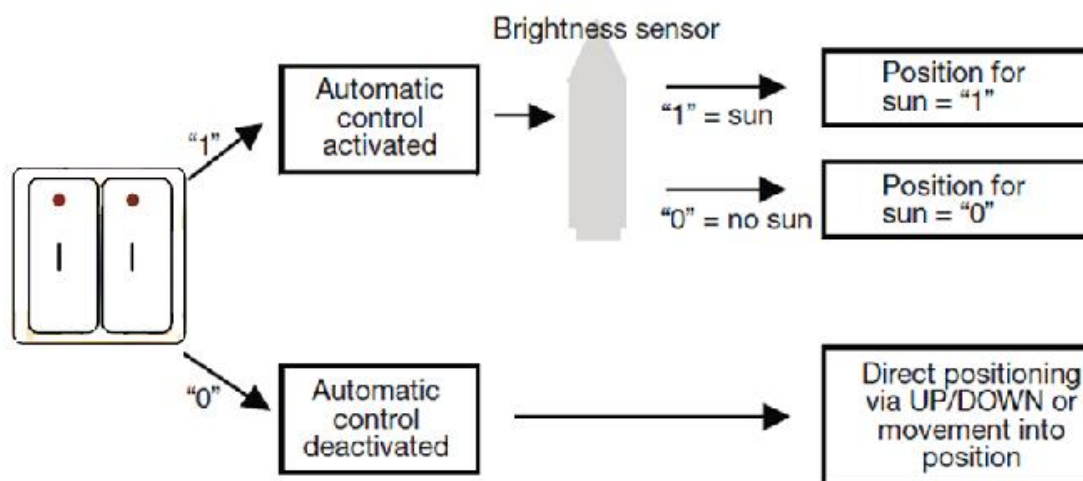 Brightness sensor
“1”
Automatic
control
activated
“1” = sun
Position for
sun = “1”
“0” = no sun
Position for
sun = “0”
“0”
Automatic
control
deactivated
Direct positioning
via UP/DOWN or
movement into
position